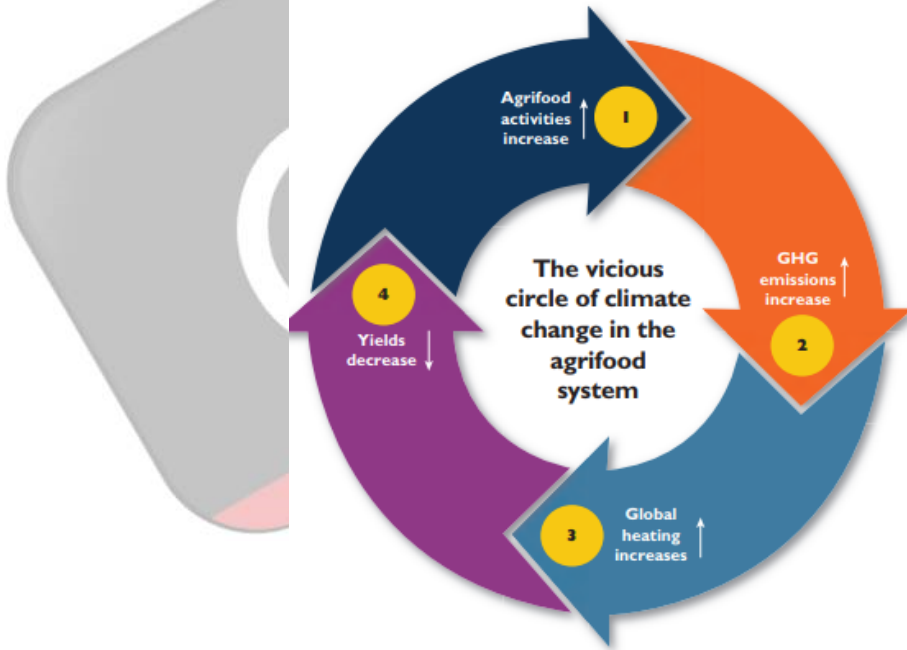 Agrifood
activities
increase
1
GHG
emissions
increase
2
The vicious
circle of climate
change in the
agrifood
system
Global
heating
increases
3
4
Yields
decrease